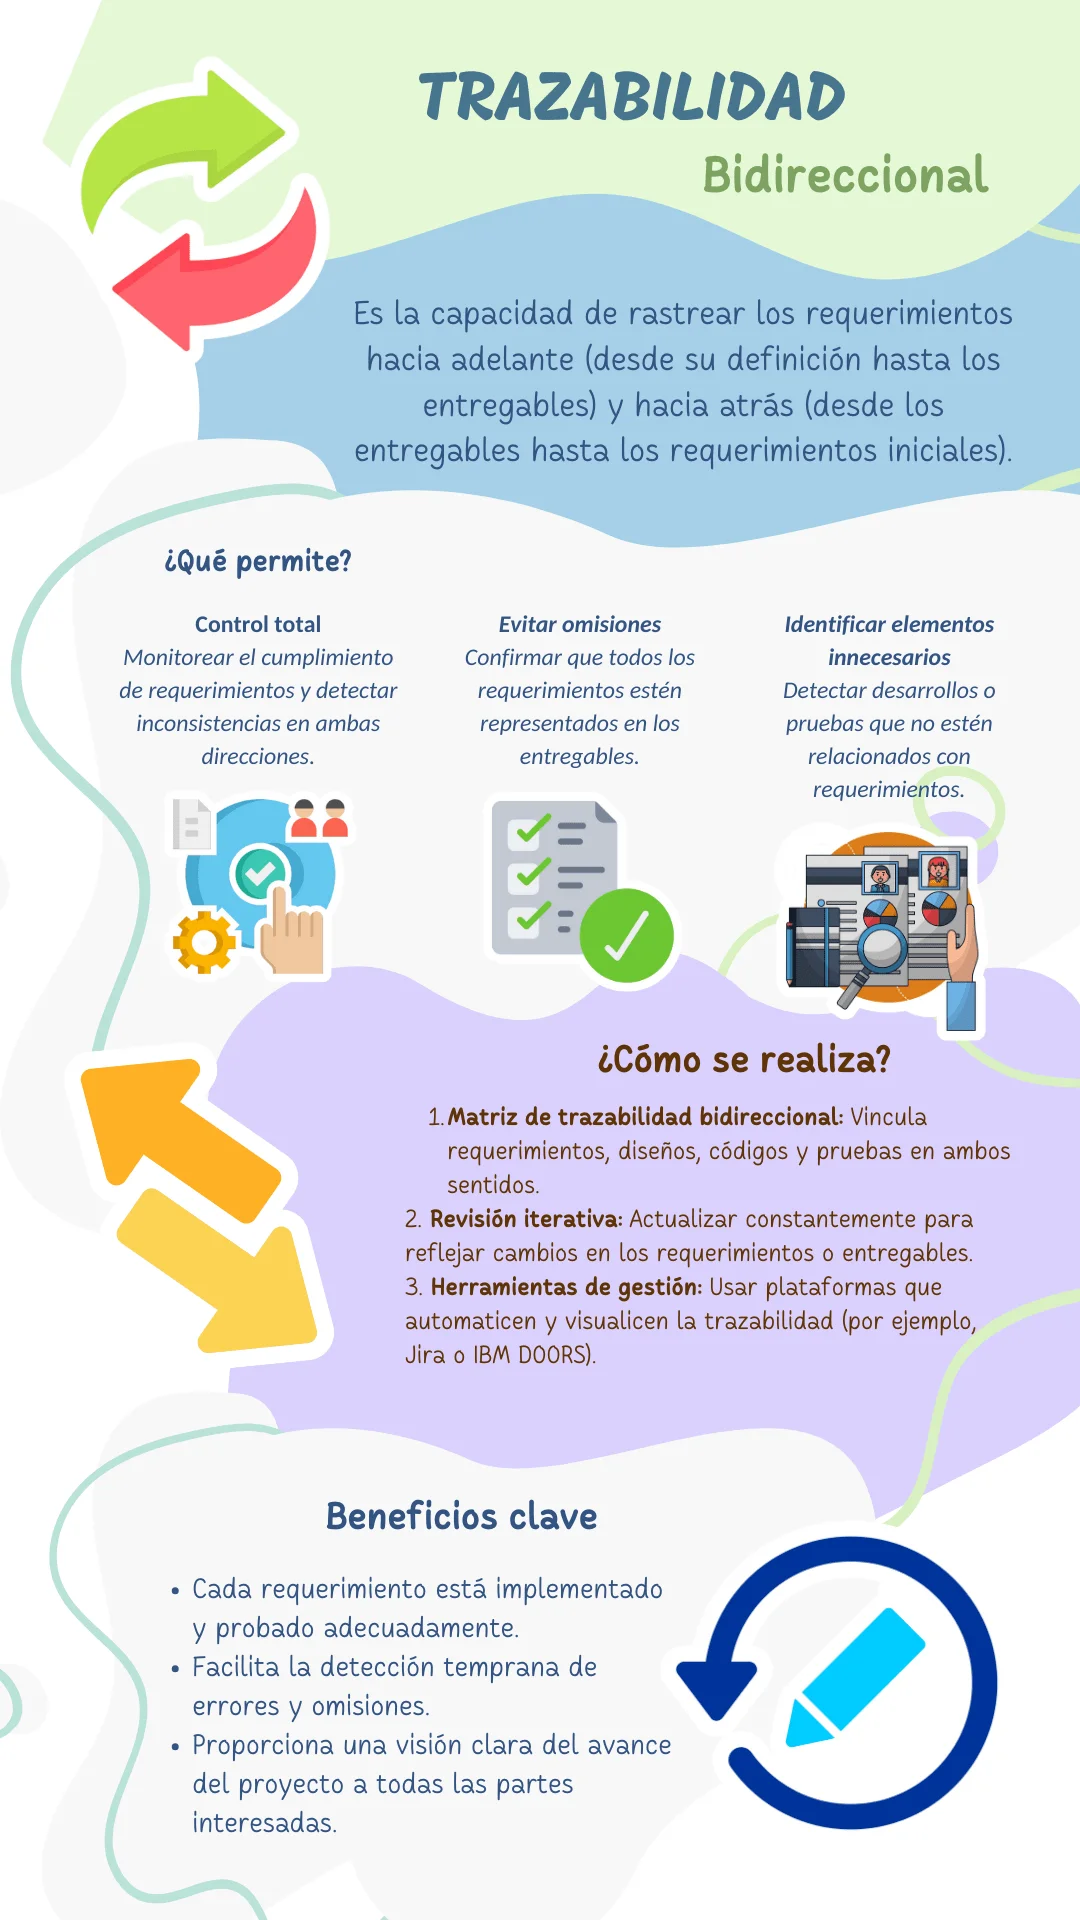 TRAZABILIDAD
Bidireccional
Es la capacidad de rastrear los requerimientos
hacia adelante (desde su definición hasta los
entregables) y hacia atrás (desde los
entregables hasta los requerimientos iniciales).
¿Qué permite?
Control total
Monitorear el cumplimiento
de requerimientos y detectar
inconsistencias en ambas
direcciones.
Evitar omisiones
Confirmar que todos los
requerimientos estén
representados en los
entregables.
Identificar elementos
innecesarios
Detectar desarrollos o
pruebas que no estén
relacionados con
requerimientos.
¿Cómo se realiza?
1. Matriz de trazabilidad bidireccional: Vincula
requerimientos, diseños, códigos y pruebas en ambos
sentidos.
2. Revisión iterativa: Actualizar constantemente para
reflejar cambios en los requerimientos o entregables.
3. Herramientas de gestión: Usar plataformas que
automaticen y visualicen la trazabilidad (por ejemplo,
Jira o IBM DOORS).
Beneficios clave
• Cada requerimiento está implementado
y probado adecuadamente.
• Facilita la detección temprana de
errores y omisiones.
• Proporciona una visión clara del avance
del proyecto a todas las partes
interesadas.